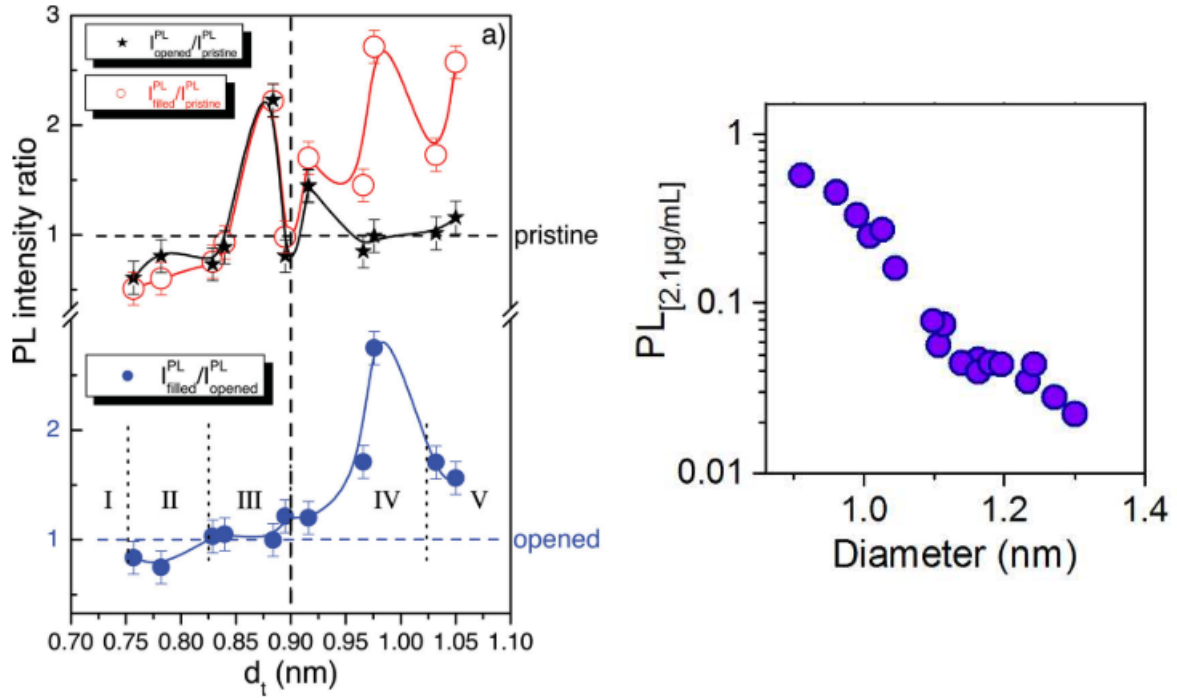 3
a)
I^PL_opened/I^PL_pristine
I^PL_filled/I^PL_pristine
2
1
pristine
PL intensity ratio
I^PL_filled/I^PL_opened
2
I II III IV V
1
opened
0.70 0.75 0.80 0.85 0.90 0.95 1.00 1.05 1.10
d_t (nm)
1
0.1
0.01
PL[2.1µg/mL]
1.0 1.2 1.4
Diameter (nm)